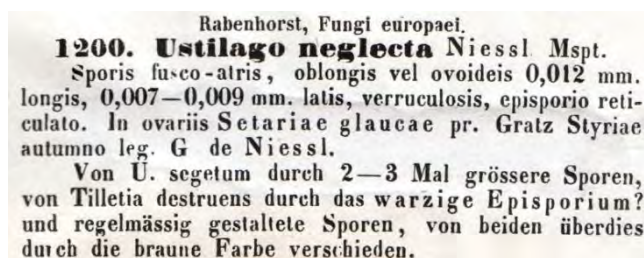 Rabenhorst, Fungi europaei.
1200. Ustilago neglecta Niessl Mspt.
Sporis fusco-atris, oblongis vel ovoideis 0,012 mm.
longis, 0,007—0,009 mm. latis, verruculosis, episporio reti-
culato. In ovariis Setariae glaucae pr. Gratz Styriae
autumno leg. G de Niessl.
Von U. segetum durch 2—3 Mal grössere Sporen,
von Tilletia destruens durch das warzige Episporium?
und regelmässig gestaltete Sporen, von beiden überdies
durch die braune Farbe verschieden.